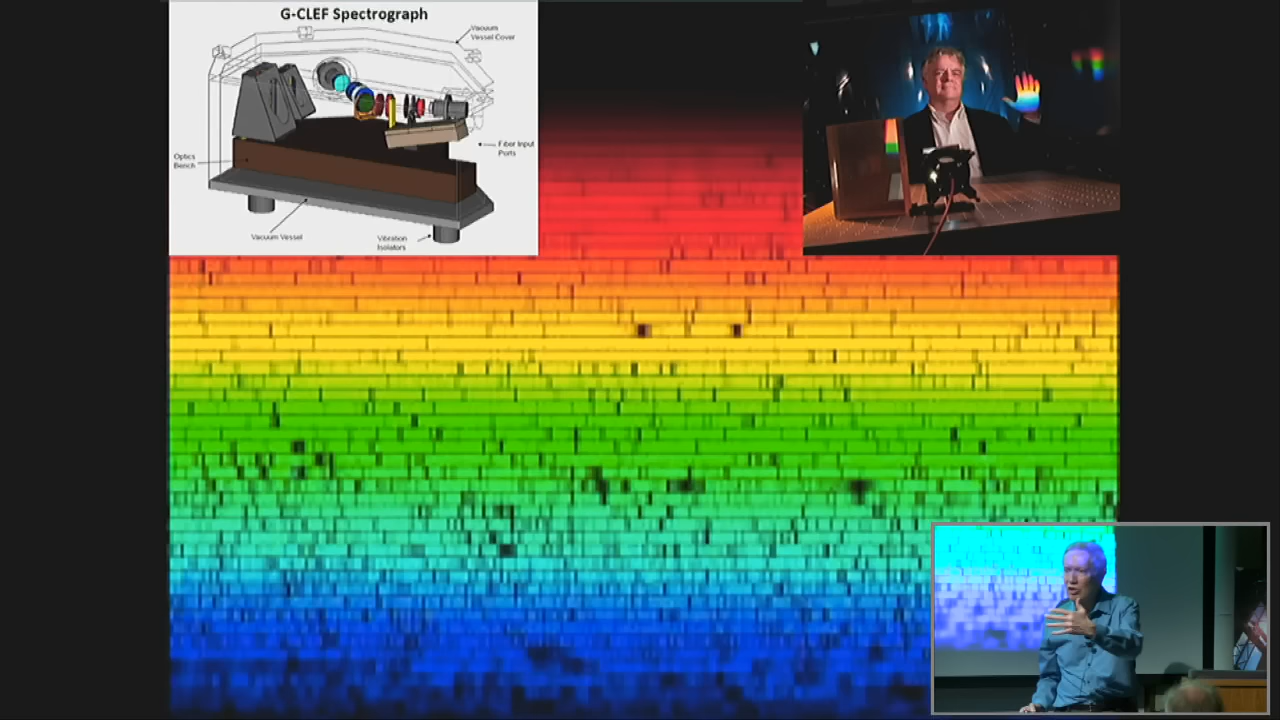 G-CLEF Spectrograph
Vacuum
Vessel Cover
Fiber Input
Ports
Optics
Bench
Vacuum Vessel
Vibration
Isolators